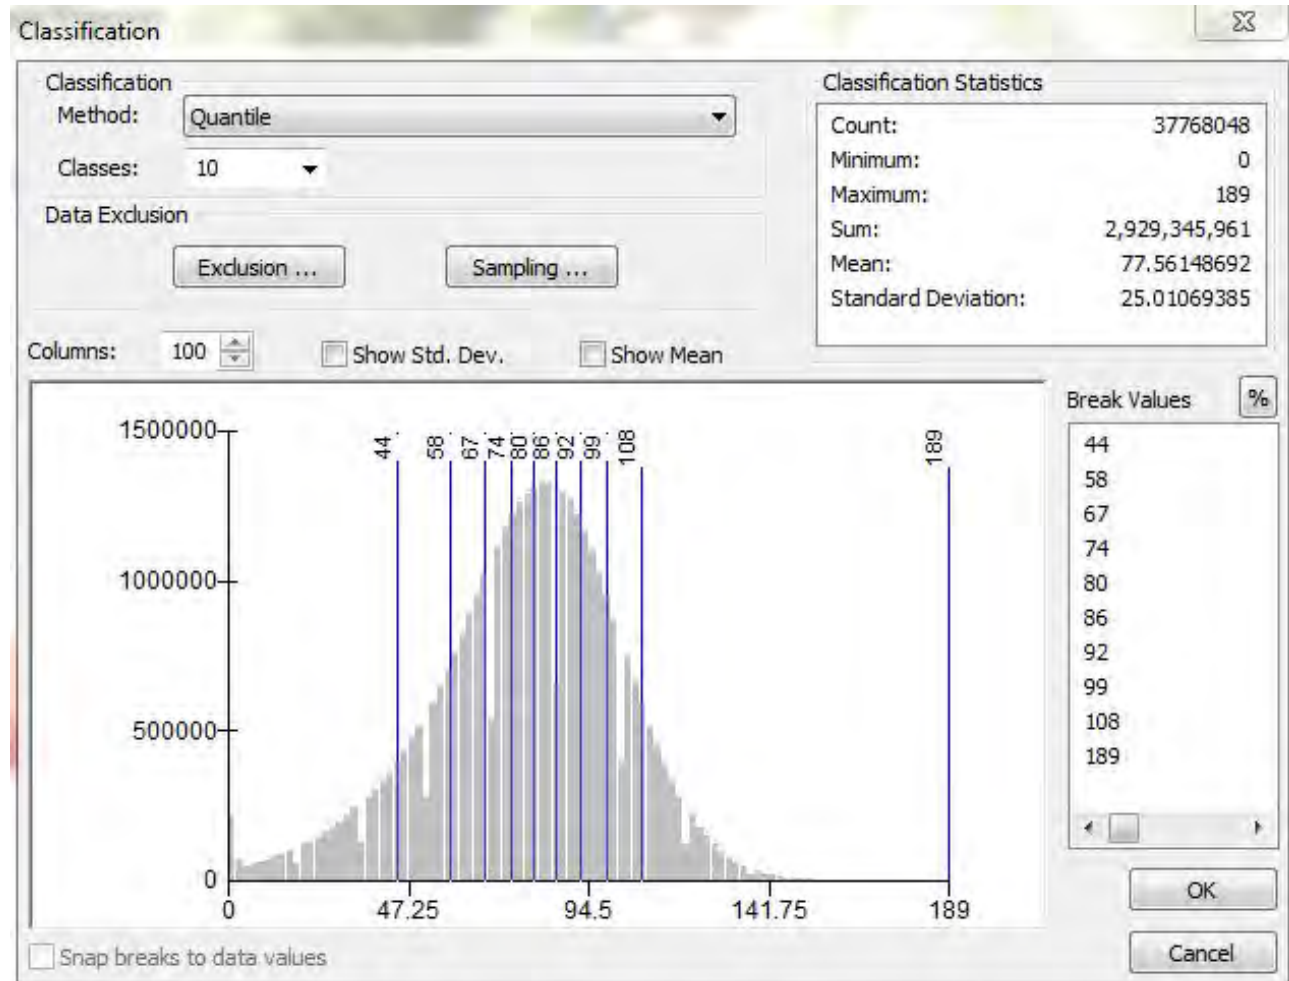 Classification
Classification
Method: Quantile
Classes: 10
Data Exclusion
Exclusion ...
Sampling ...
Classification Statistics
Count: 37768048
Minimum: 0
Maximum: 189
Sum: 2,929,345,961
Mean: 77.56148692
Standard Deviation: 25.01069385
Columns: 100
Show Std. Dev.
Show Mean
Break Values
%
44
58
67
74
80
86
92
99
108
189
1500000
1000000
500000
0
44
58
67
74
80
86
92
99
108
189
0 47.25 94.5 141.75 189
Snap breaks to data values
OK
Cancel